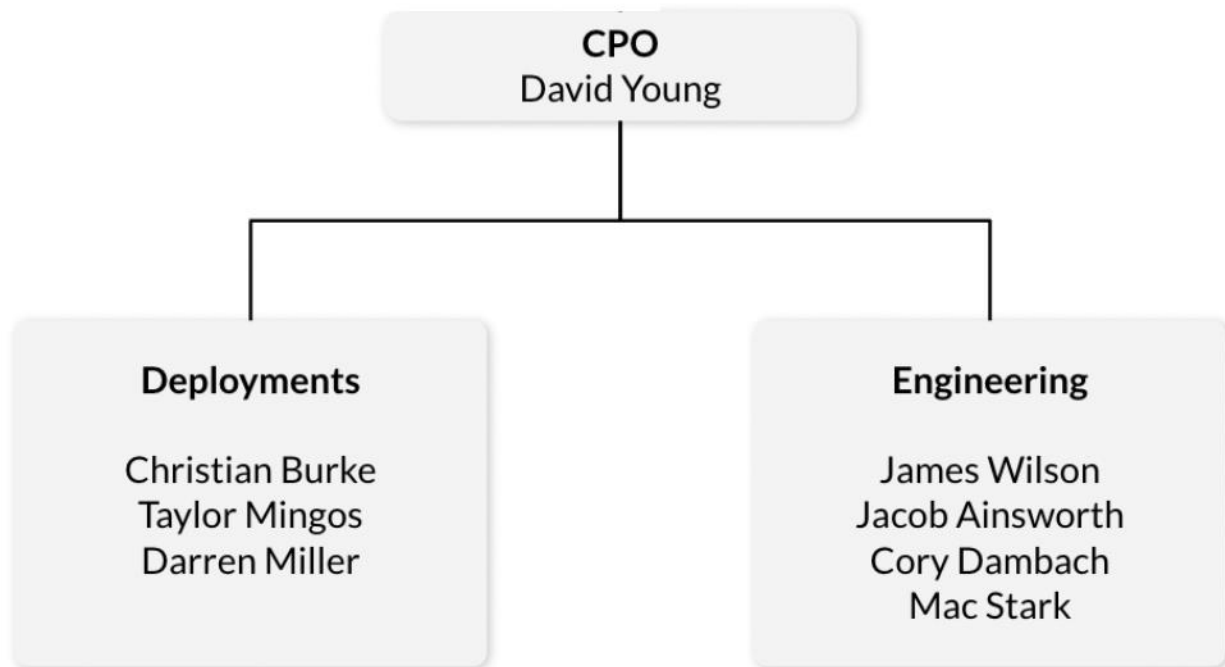 CPO
David Young
Deployments
Christian Burke
Taylor Mingos
Darren Miller
Engineering
James Wilson
Jacob Ainsworth
Cory Dambach
Mac Stark